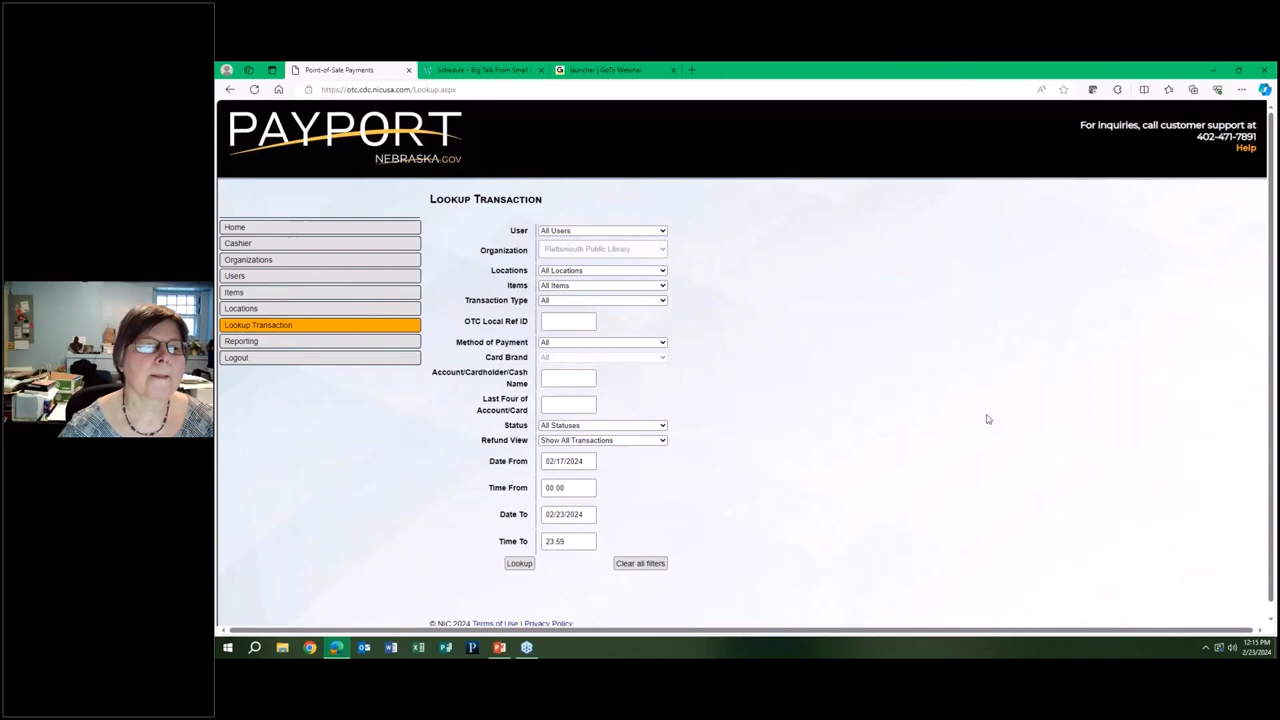 Point-of-Sale Payments
Schedule – Big Talk From Small
launcher | GoTo Webinar
https://otc.cdc.nicusa.com/Lookup.aspx
PAYPORT
NEBRASKA.GOV
For inquiries, call customer support at
402-471-7891
Help
LOOKUP TRANSACTION
Home
Cashier
Organizations
Users
Items
Locations
Lookup Transaction
Reporting
Logout
User All Users
Organization Plattsmouth Public Library
Locations All Locations
Items All Items
Transaction Type All
OTC Local Ref ID
Method of Payment All
Card Brand All
Account/Cardholder/Cash
Name
Last Four of
Account/Card
Status All Statuses
Refund View Show All Transactions
Date From 02/17/2024
Time From 00:00
Date To 02/23/2024
Time To 23:59
Lookup Clear all filters
© NIC 2024 Terms of Use | Privacy Policy
12:15 PM
2/23/2024